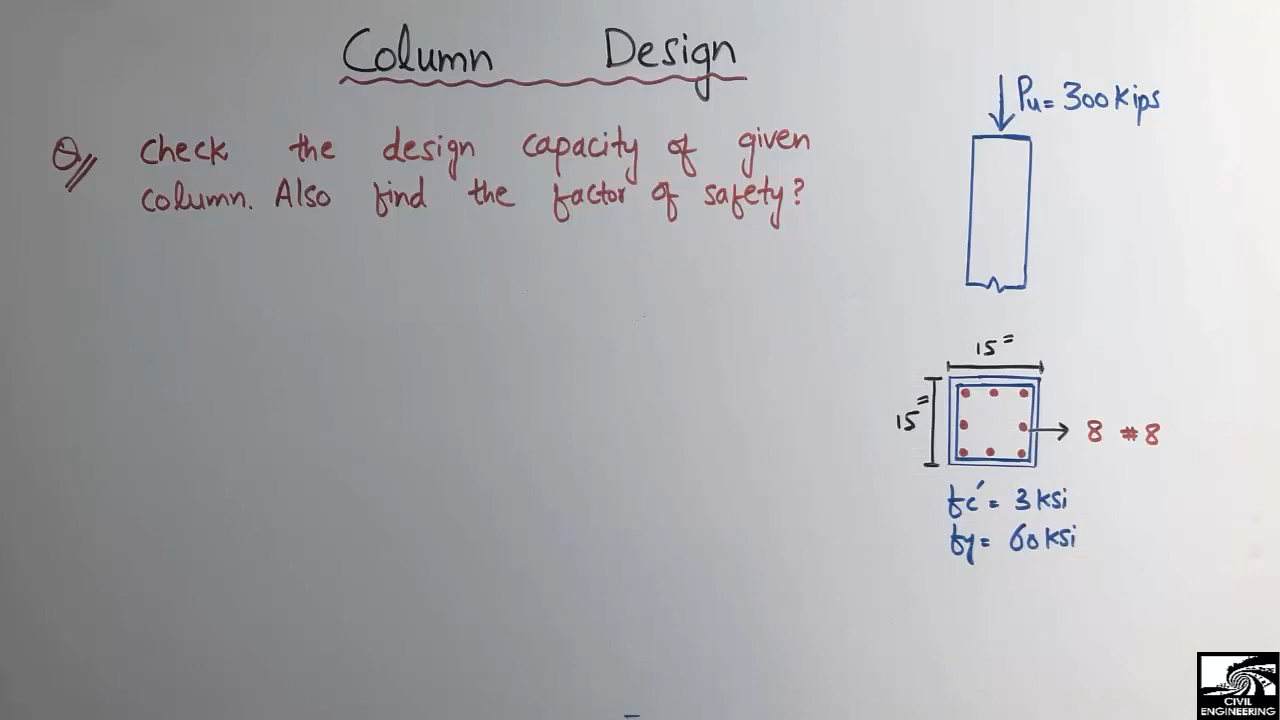 Column Design
Q// Check the design capacity of given
column. Also find the factor of safety?
Pu = 300 Kips
15"
15"
8 #8
fc' = 3 ksi
fy = 60 ksi
CIVIL
ENGINEERING